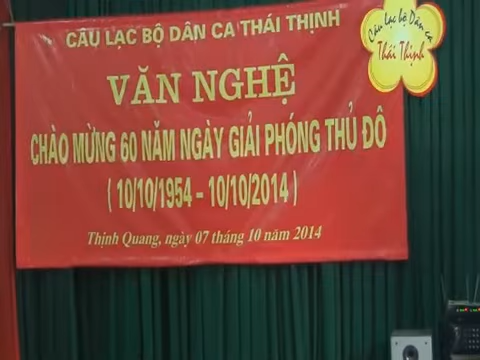 CÂU LẠC BỘ DÂN CA THÁI THỊNH
VĂN NGHỆ
CHÀO MỪNG 60 NĂM NGÀY GIẢI PHÓNG THỦ ĐÔ
( 10/10/1954 - 10/10/2014 )
Thịnh Quang, ngày 07 tháng 10 năm 2014
Câu lạc bộ Dân ca
Thái Thịnh